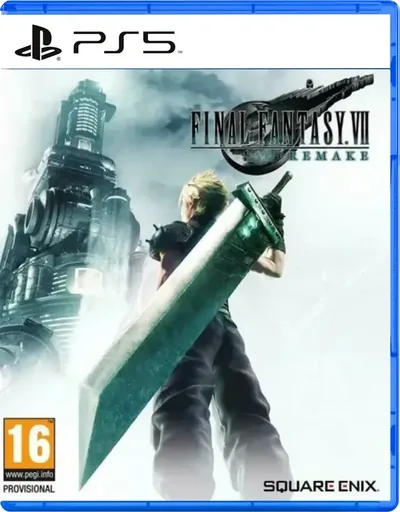 PS5
FINAL FANTASY VII
REMAKE
16
www.pegi.info
PROVISIONAL
SQUARE ENIX